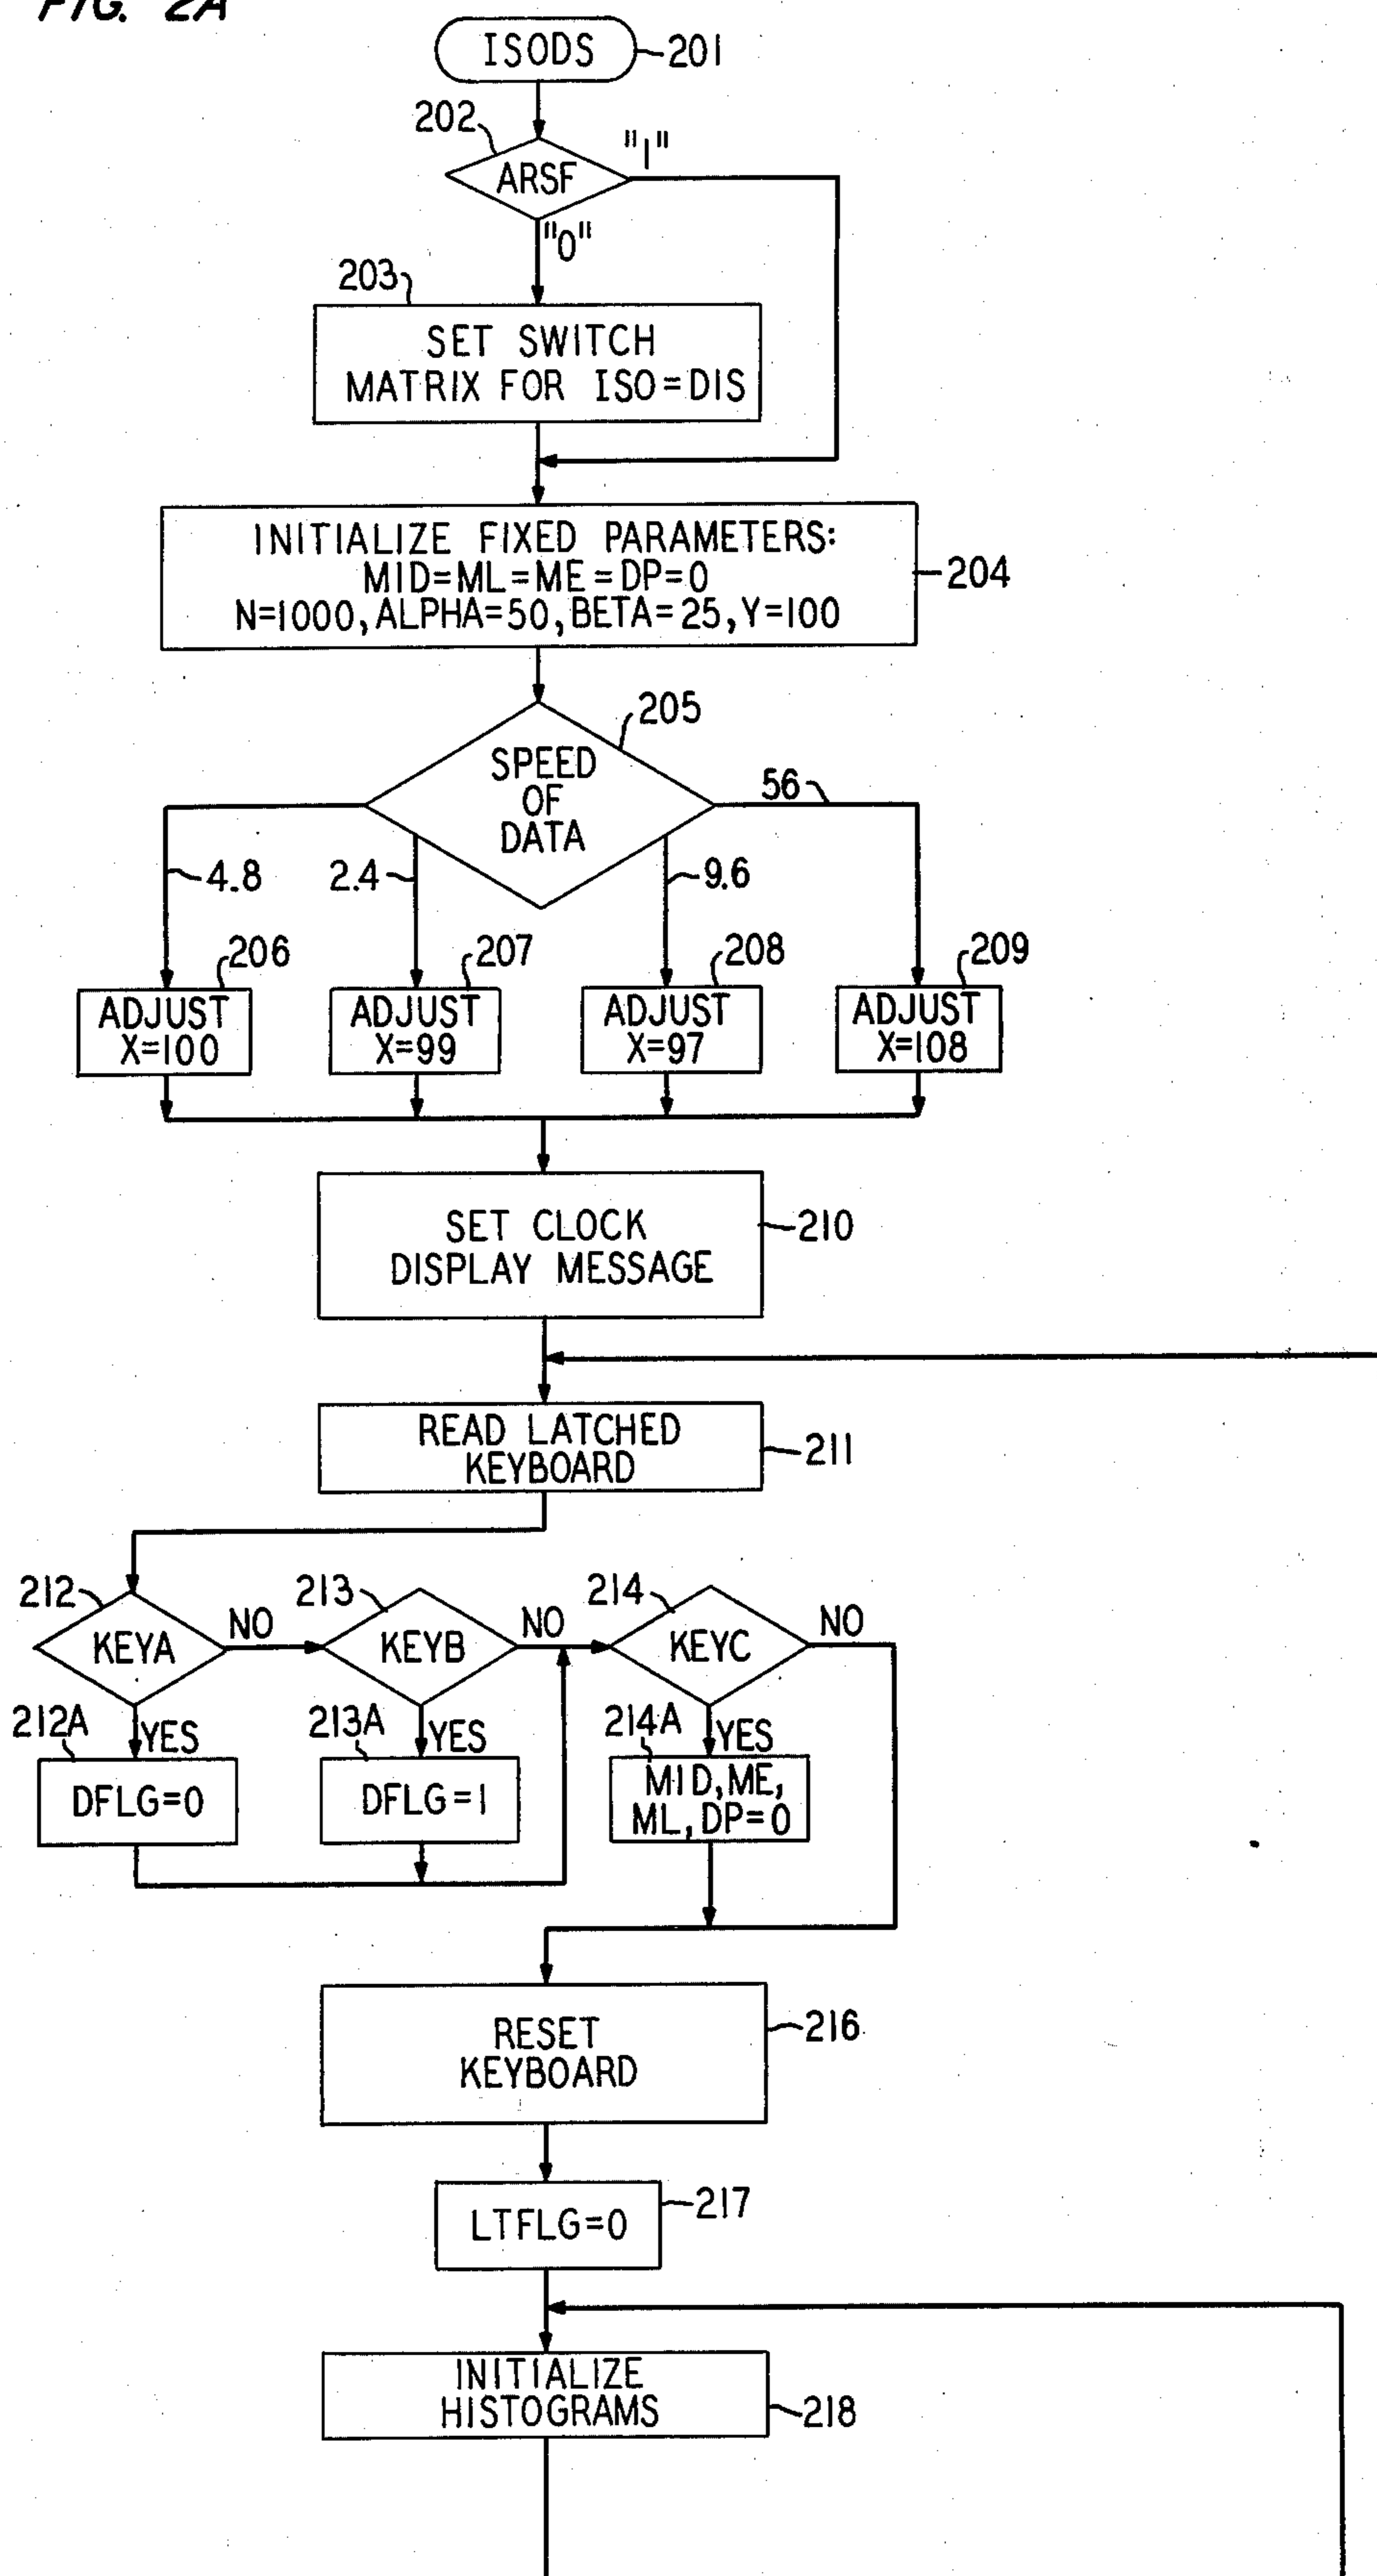 FIG. 2A
ISODS
201
202
ARSF
"1"
"0"
203
SET SWITCH
MATRIX FOR ISO=DIS
INITIALIZE FIXED PARAMETERS:
MID=ML=ME=DP=0
N=1000, ALPHA=50, BETA=25, Y=100
204
205
SPEED
OF
DATA
56
4.8
2.4
9.6
206
207
208
209
ADJUST
X=100
ADJUST
X=99
ADJUST
X=97
ADJUST
X=108
SET CLOCK
DISPLAY MESSAGE
210
READ LATCHED
KEYBOARD
211
212
KEYA
NO
213
KEYB
NO
214
KEYC
NO
212A
YES
213A
YES
214A
YES
DFLG=0
DFLG=1
MID, ME,
ML, DP=0
RESET
KEYBOARD
216
LTFLG=0
217
INITIALIZE
HISTOGRAMS
218